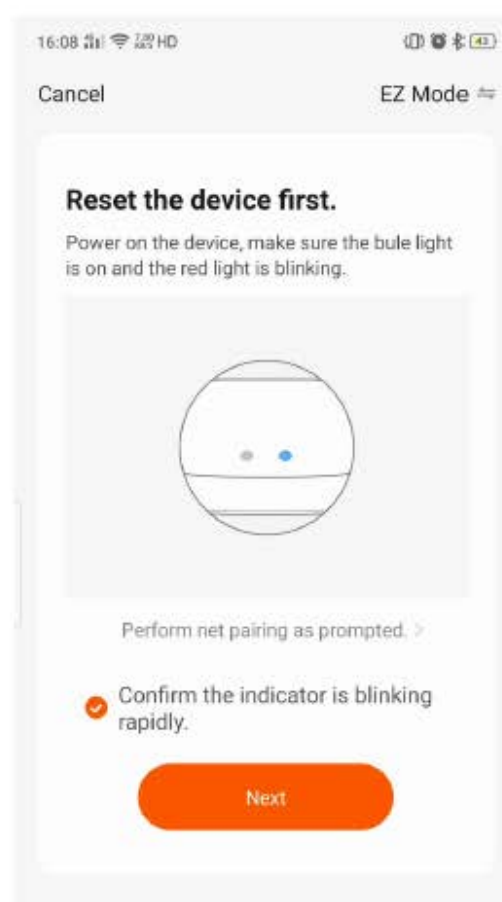 16:08 HD 43
Cancel
EZ Mode
Reset the device first.
Power on the device, make sure the bule light
is on and the red light is blinking.
Perform net pairing as prompted. >
Confirm the indicator is blinking
rapidly.
Next